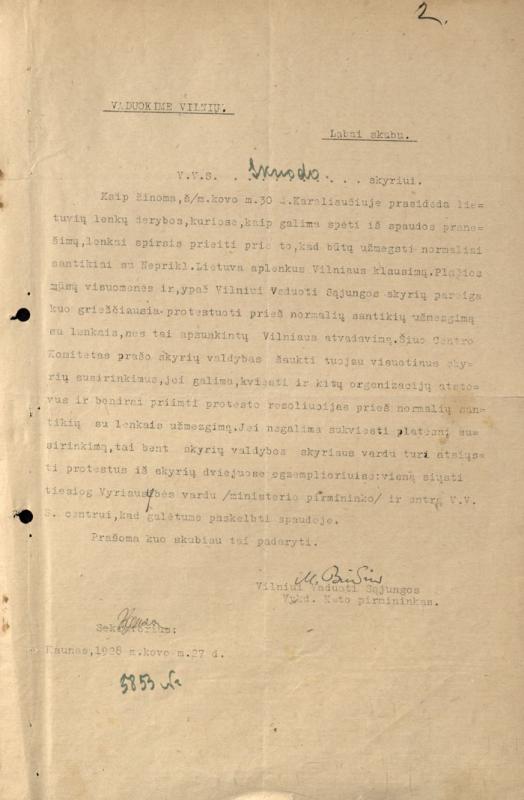 2.
VADUOKIME VILNIŲ.
Labai skubu.
V.V.S. . Skuodo. . . . skyriui.
Kaip žinoma, š/m.kovo m.30 d.Karaliaučiuje prasideda lie-
tuvių lenkų derybos,kuriose,kaip galima spėti iš spaudos prane-
šimų,lenkai spirsis prieiti prie to,kad būtų užmegsti normaliai
santikiai su Neprikl.Lietuva aplenkus Vilniaus klausimą.Plačios
mūsų visuomenės ir,ypač Vilniui Vaduoti Sąjungos skyrių pareiga
kuo griežčiausia protestuoti prieš normalių santikių užmezgimą
su lenkais,nes tai apsunkintų Vilniaus atvadavimą.Šiuo Centro
Komitetas prašo skyrių valdybas šaukti tuojau visuotinus sky-
rių susirinkimus,jei galima,kviesti ir kitų organizacijų atsto-
vus ir bendrai priimti protesto rezoliucijas prieš normalių san-
tikių su lenkais užmegimą.Jei negalima sukviesti platesnį su-
sirinkimą,tai bent skyrių valdybos skyriaus vardu turi atsiųs-
ti protestus iš skyrių dviejuose egzemplioriuise:vieną siųsti
tiesiog Vyriausybės vardu /ministerio pirmininko/ ir antrą V.V.
S. centrui,kad galėtume paskelbti spaudoje.
Prašoma kuo skubiau tai padaryti.
Vilniui Vaduoti Sąjungos
Vykd. K-to pirmininkas.
Sekretorius:
Kaunas,1928 m.kovo m.27 d.
5853 Nr